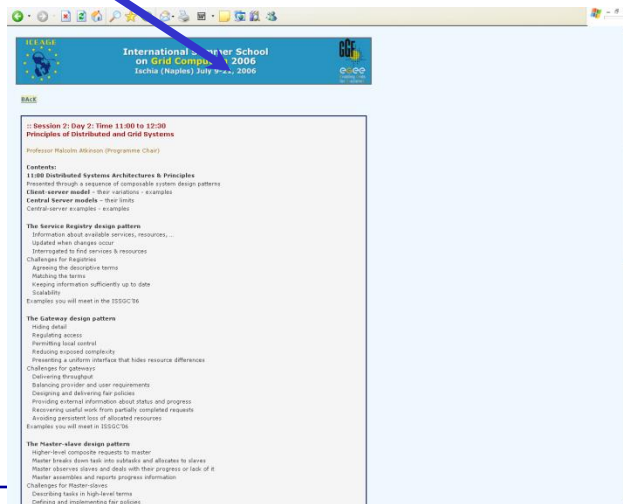 ICEAGE
International Summer School
on Grid Computing 2006
Ischia (Naples) July 9-21, 2006
GGF
egee
BAcK
:: Session 2: Day 2: Time 11:00 to 12:30
Principles of Distributed and Grid Systems
Professor Malcolm Atkinson (Programme Chair)
Contents:
11:00 Distributed Systems Architectures & Principles
Presented through a sequence of composable system design patterns
Client-server model - their variations - examples
Central Server models - their limits
Central-server examples - examples
The Service Registry design pattern
Information about available services, resources, ...
Updated when changes occur
Interrogated to find services & resources
Challenges for Registries
Agreeing the descriptive terms
Matching the terms
Keeping information sufficiently up to date
Scalability
Examples you will meet in the ISSGC'06
The Gateway design pattern
Hiding detail
Regulating access
Permitting local control
Reducing exposed complexity
Presenting a uniform interface that hides resource differences
Challenges for gateways
Delivering throughput
Balancing provider and user requirements
Designing and delivering fair policies
Providing external information about status and progress
Recovering useful work from partially completed requests
Avoiding persistent loss of allocated resources
Examples you will meet in ISSGC'06
The Master-slave design pattern
Higher-level composite requests to master
Master breaks down task into subtasks and allocates to slaves
Master observes slaves and deals with their progress or lack of it
Master assembles and reports progress information
Challenges for Master-slaves
Describing tasks in high-level terms
Defining and implementing fair policies